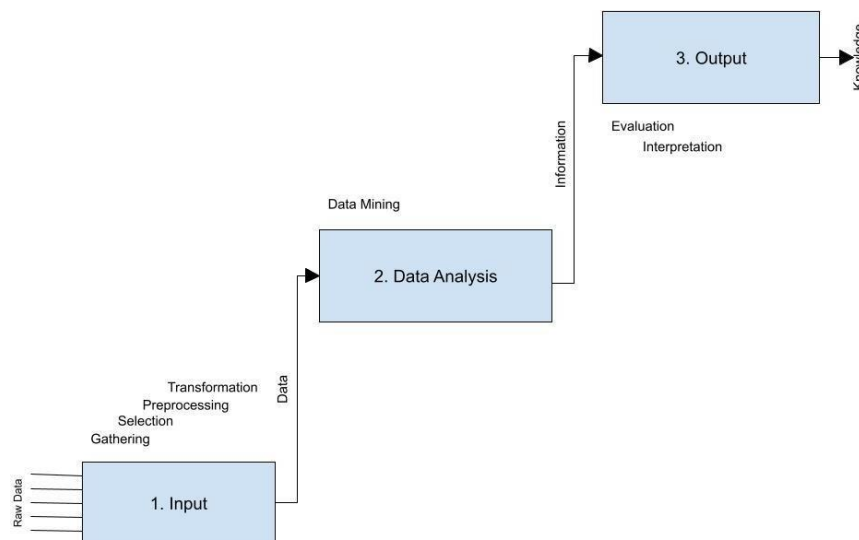 3. Output
Knowledge
Evaluation
Interpretation
Information
Data Mining
2. Data Analysis
Transformation
Preprocessing
Selection
Gathering
Data
Raw Data
1. Input